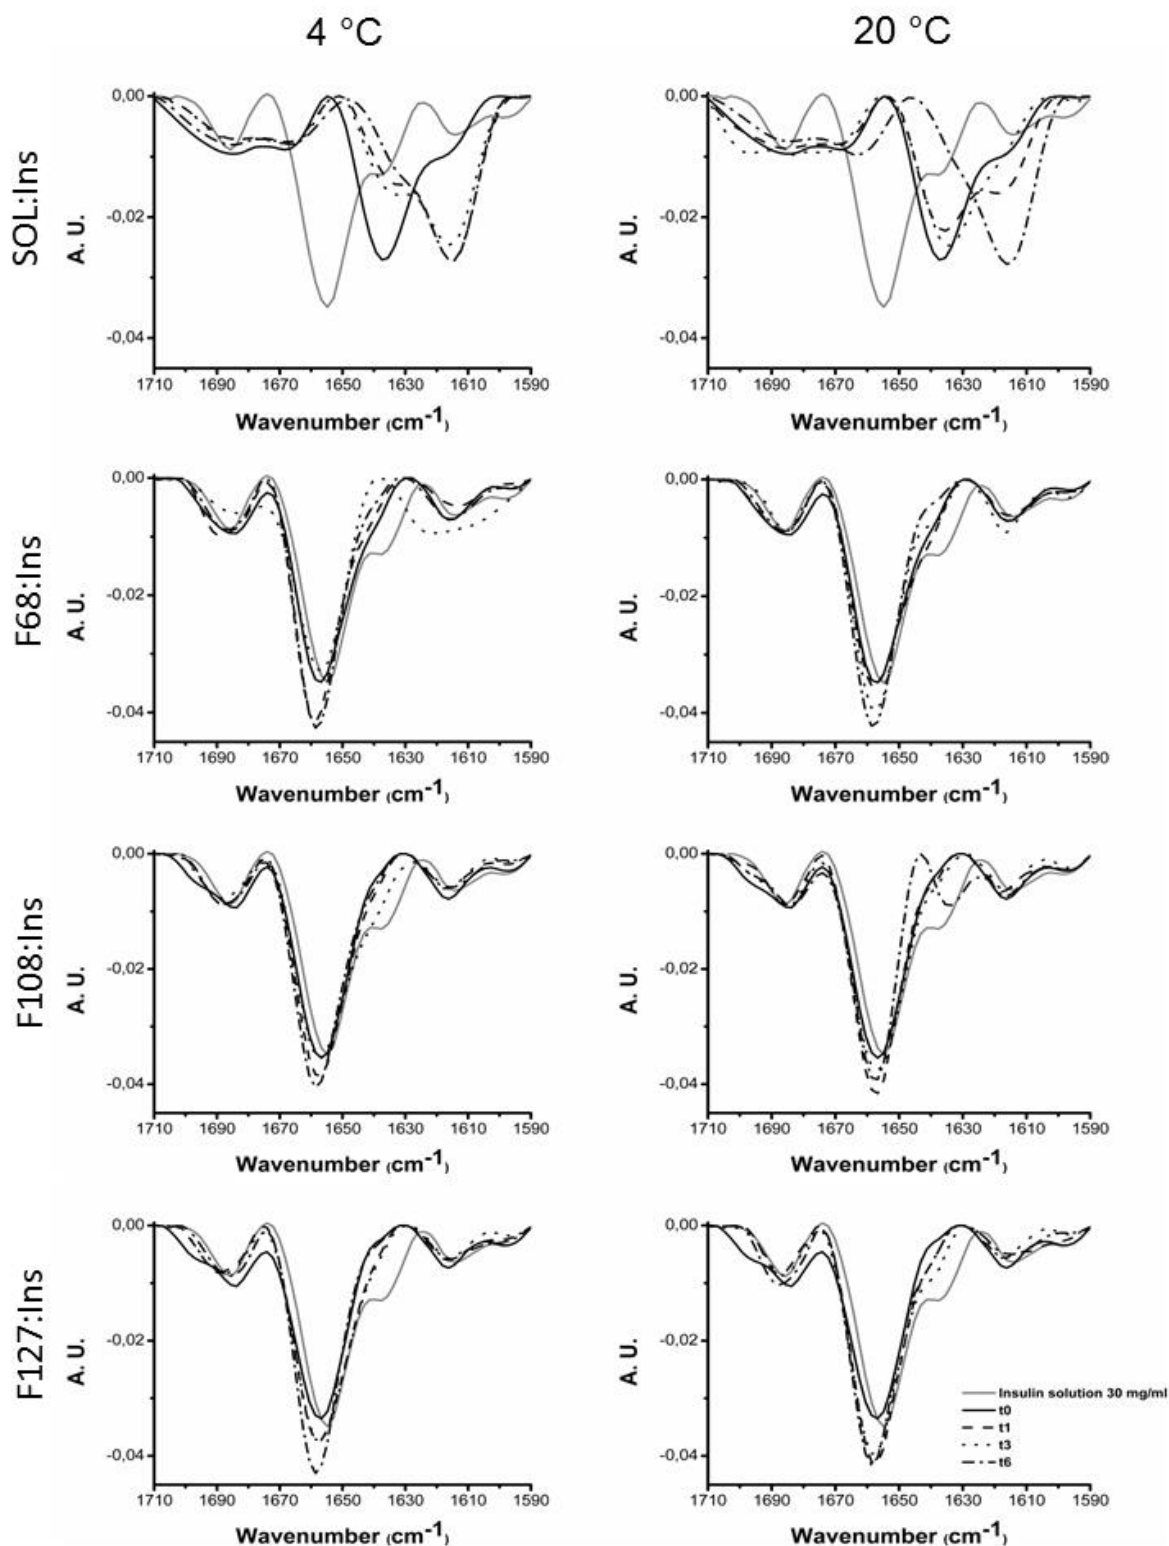 4 °C
20 °C
SOL:Ins
A. U.
0,00
-0,02
-0,04
1710 1690 1670 1650 1630 1610 1590
Wavenumber (cm-1)
A. U.
0,00
-0,02
-0,04
1710 1690 1670 1650 1630 1610 1590
Wavenumber (cm-1)
F68:Ins
A. U.
0,00
-0,02
-0,04
1710 1690 1670 1650 1630 1610 1590
Wavenumber (cm-1)
A. U.
0,00
-0,02
-0,04
1710 1690 1670 1650 1630 1610 1590
Wavenumber (cm-1)
F108:Ins
A. U.
0,00
-0,02
-0,04
1710 1690 1670 1650 1630 1610 1590
Wavenumber (cm-1)
A. U.
0,00
-0,02
-0,04
1710 1690 1670 1650 1630 1610 1590
Wavenumber (cm-1)
F127:Ins
A. U.
0,00
-0,02
-0,04
1710 1690 1670 1650 1630 1610 1590
Wavenumber (cm-1)
A. U.
0,00
-0,02
-0,04
1710 1690 1670 1650 1630 1610 1590
Wavenumber (cm-1)
Insulin solution 30 mg/ml
t0
t1
t3
t6